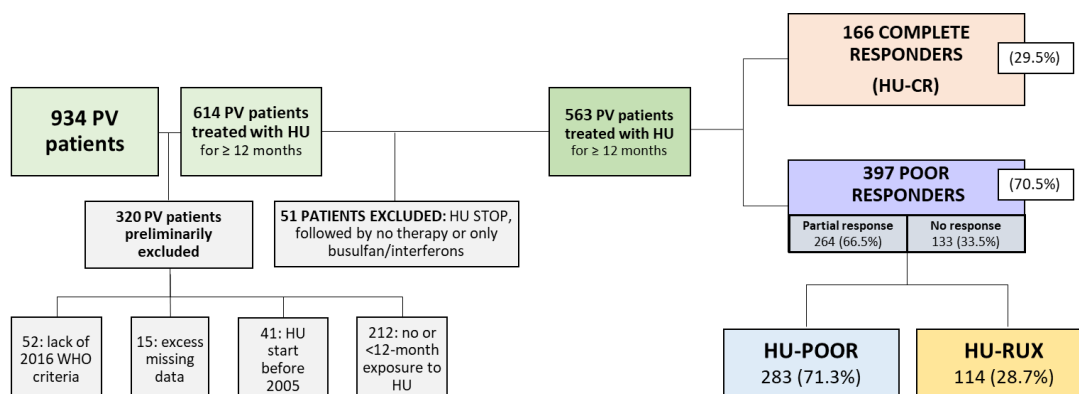 934 PV
patients
614 PV patients
treated with HU
for ≥ 12 months
563 PV patients
treated with HU
for ≥ 12 months
166 COMPLETE
RESPONDERS
(HU-CR)
(29.5%)
397 POOR
RESPONDERS
(70.5%)
Partial response
264 (66.5%)
No response
133 (33.5%)
320 PV patients
preliminarily
excluded
51 PATIENTS EXCLUDED: HU STOP,
followed by no therapy or only
busulfan/interferons
52: lack of
2016 WHO
criteria
15: excess
missing
data
41: HU
start
before
2005
212: no or
<12-month
exposure to
HU
HU-POOR
283 (71.3%)
HU-RUX
114 (28.7%)